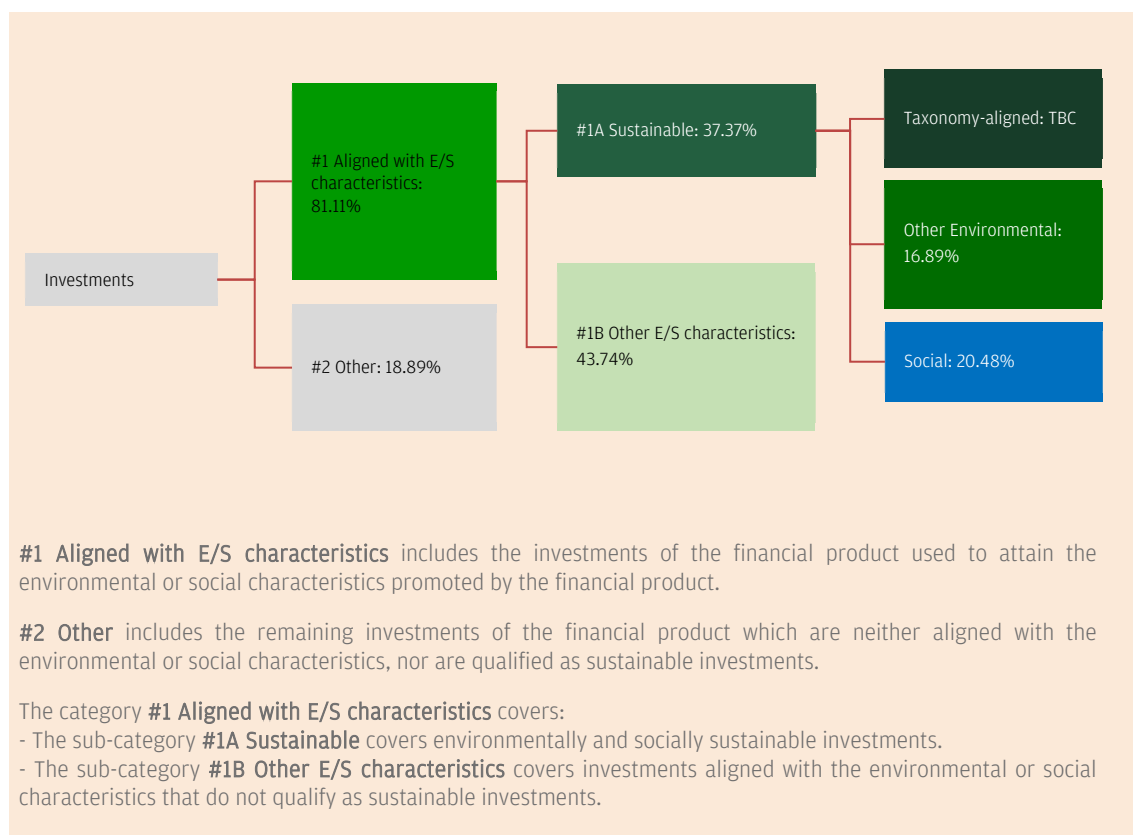 Investments
#1 Aligned with E/S
characteristics:
81.11%
#2 Other: 18.89%
#1A Sustainable: 37.37%
#1B Other E/S characteristics:
43.74%
Taxonomy-aligned: TBC
Other Environmental:
16.89%
Social: 20.48%
#1 Aligned with E/S characteristics includes the investments of the financial product used to attain the
environmental or social characteristics promoted by the financial product.
#2 Other includes the remaining investments of the financial product which are neither aligned with the
environmental or social characteristics, nor are qualified as sustainable investments.
The category #1 Aligned with E/S characteristics covers:
- The sub-category #1A Sustainable covers environmentally and socially sustainable investments.
- The sub-category #1B Other E/S characteristics covers investments aligned with the environmental or social
characteristics that do not qualify as sustainable investments.